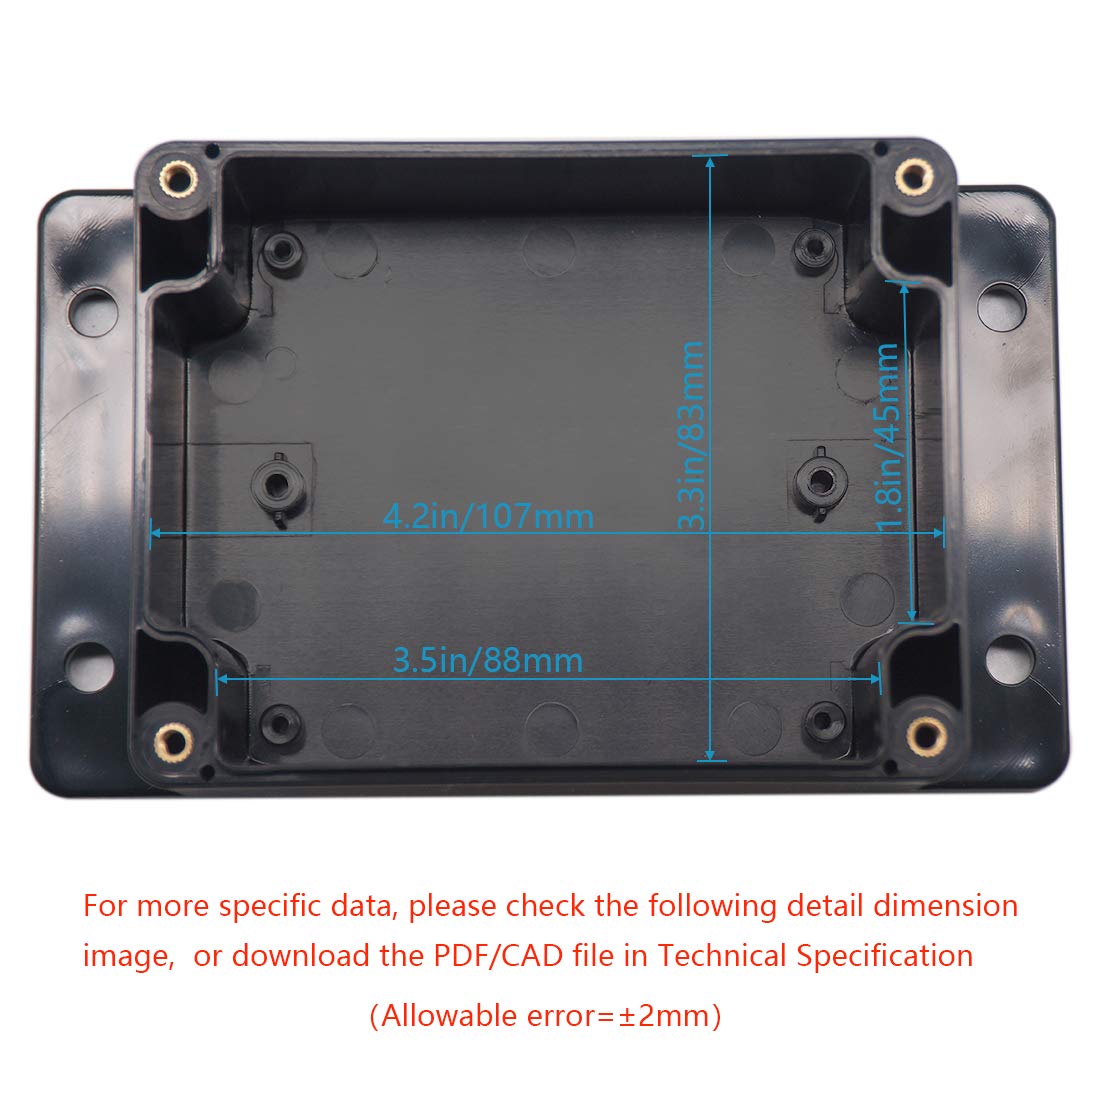 3.3in/83mm
1.8in/45mm
4.2in/107mm
3.5in/88mm
For more specific data, please check the following detail dimension
image,  or download the PDF/CAD file in Technical Specification
(Allowable error=±2mm)